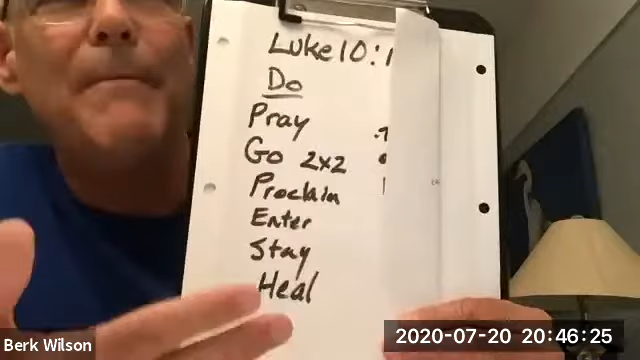 Luke 10:1
Do
Pray
Go 2x2
Proclaim
Enter
Stay
Heal
Berk Wilson
2020-07-20 20:46:25